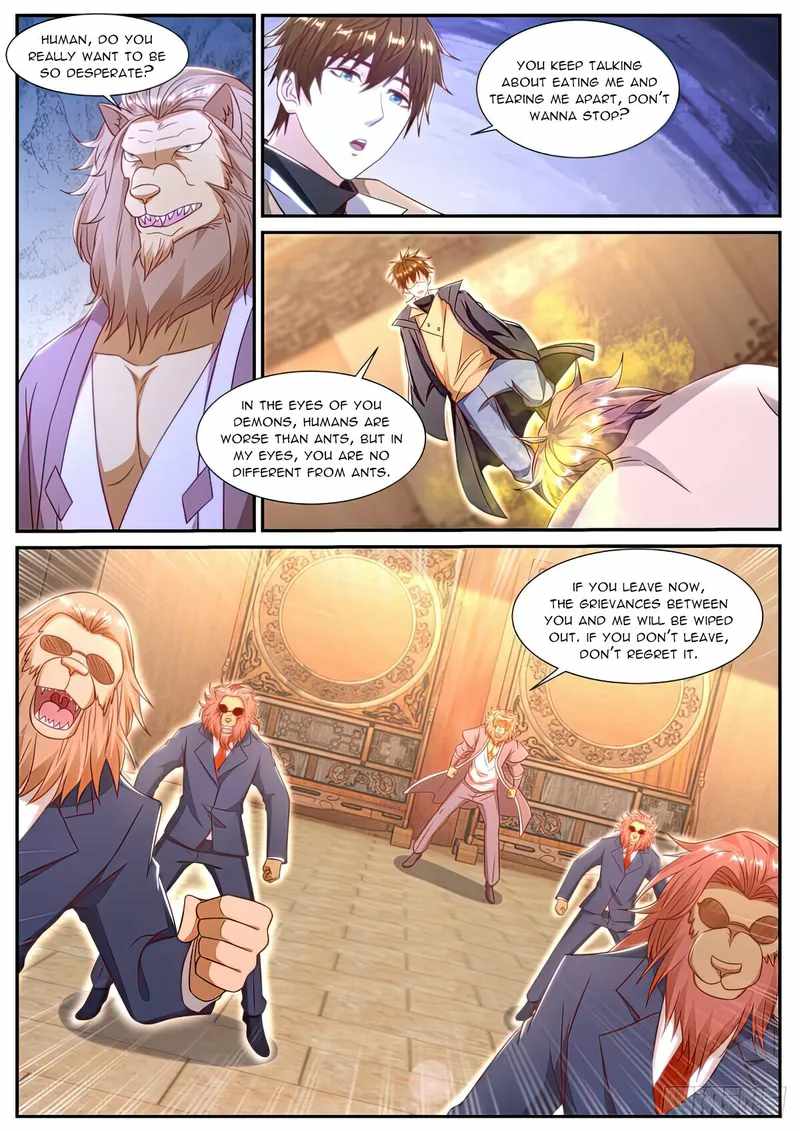 HUMAN, DO YOU
REALLY WANT TO BE
SO DESPERATE?
YOU KEEP TALKING
ABOUT EATING ME AND
TEARING ME APART, DON'T
WANNA STOP?
IN THE EYES OF YOU
DEMONS, HUMANS ARE
WORSE THAN ANTS, BUT IN
MY EYES, YOU ARE NO
DIFFERENT FROM ANTS.
IF YOU LEAVE NOW,
THE GRIEVANCES BETWEEN
YOU AND ME WILL BE WIPED
OUT. IF YOU DON'T LEAVE,
DON'T REGRET IT.